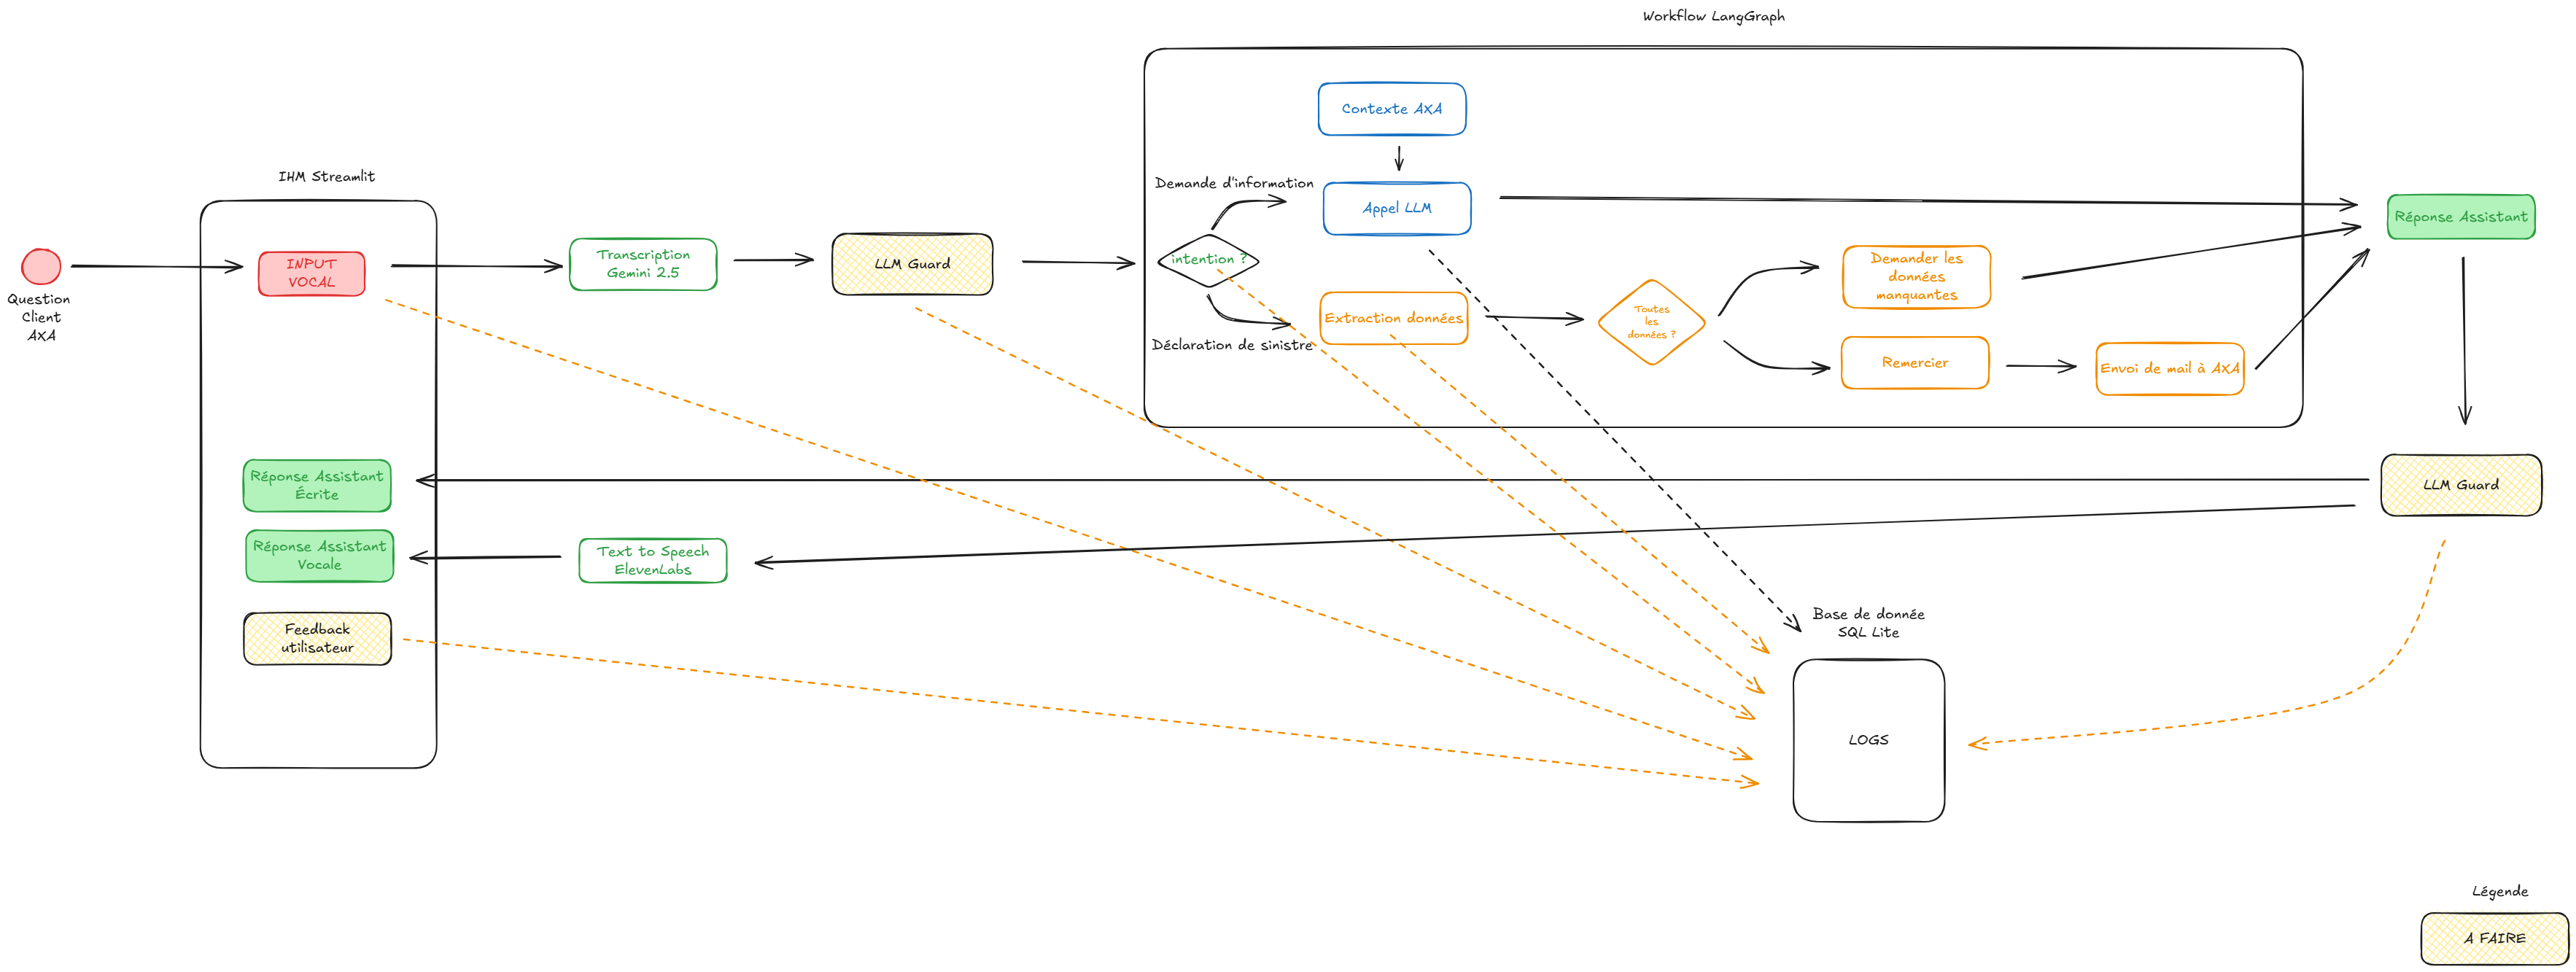 Workflow LangGraph
Contexte AXA
IHM Streamlit
Demande d'information
Appel LLM
Réponse Assistant
INPUT
VOCAL
Transcription
Gemini 2.5
LLM Guard
intention ?
Demander les
données
manquantes
Question
Client
AXA
Extraction données
Toutes
les
données ?
Déclaration de sinistre
Remercier
Envoi de mail à AXA
Réponse Assistant
Écrite
LLM Guard
Réponse Assistant
Vocale
Text to Speech
ElevenLabs
Feedback
utilisateur
Base de donnée
SQL Lite
LOGS
Légende
A FAIRE